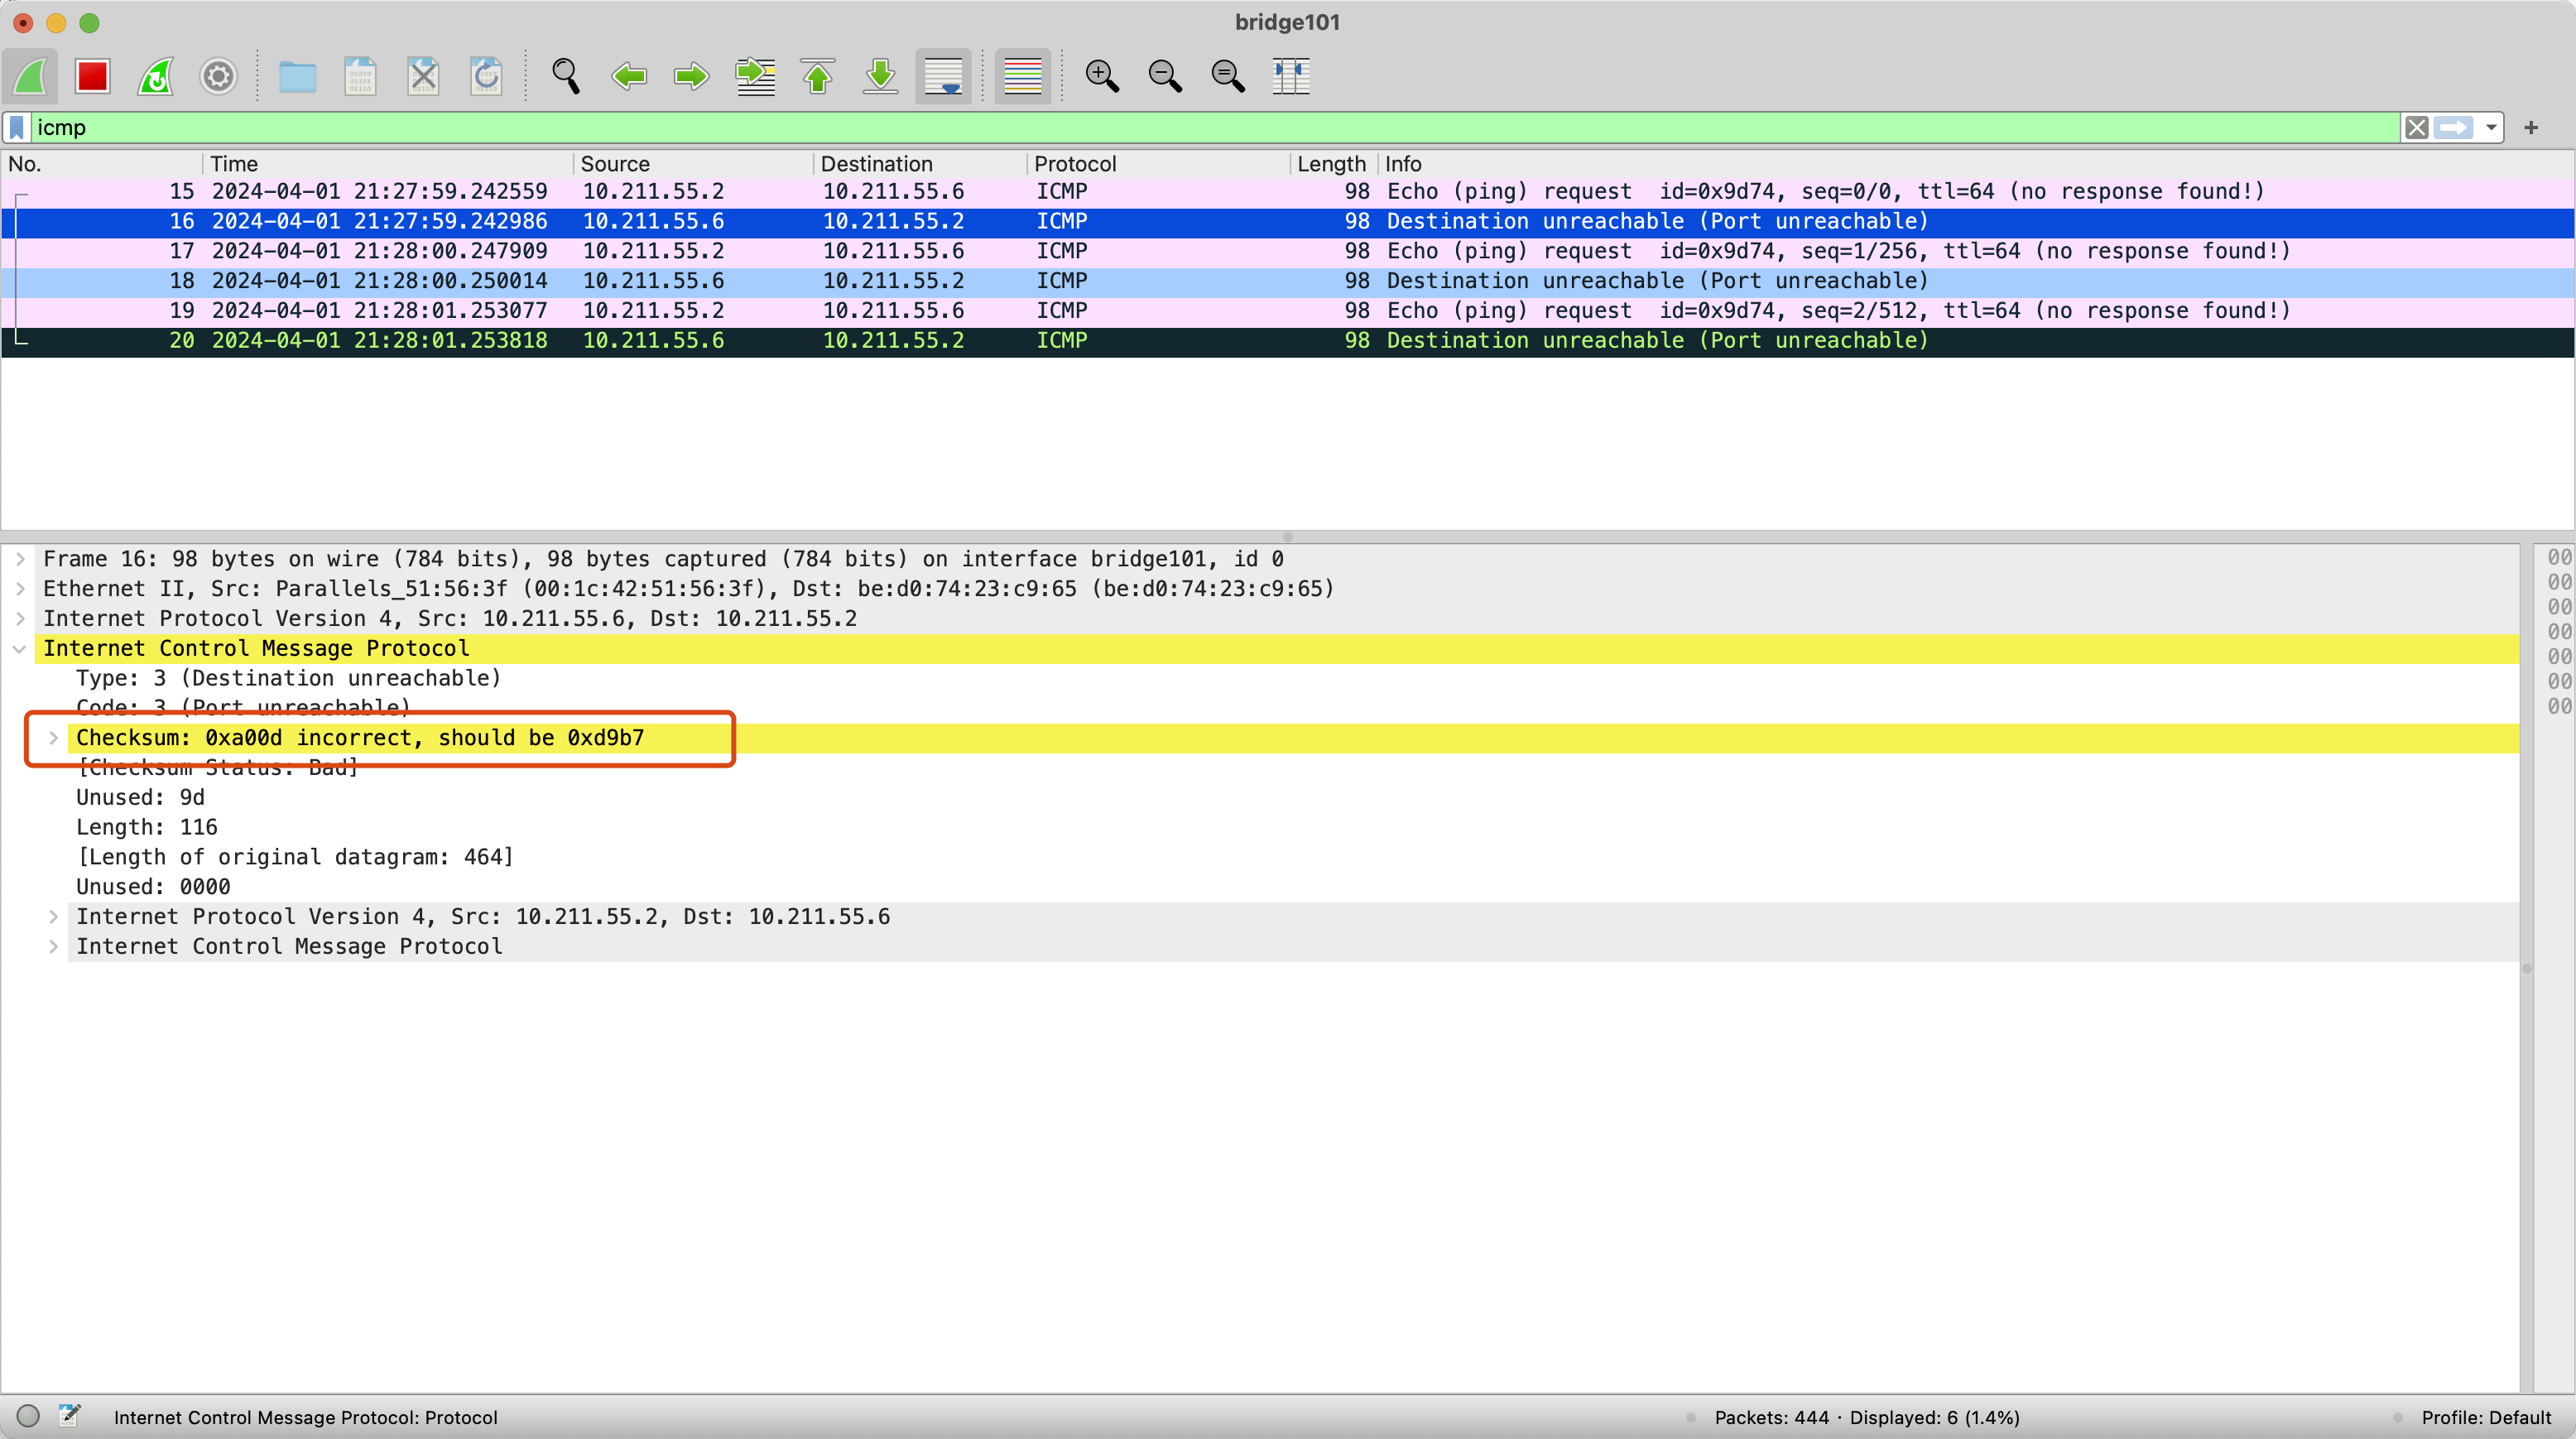 bridge101
icmp
No. Time Source Destination Protocol Length Info
15 2024-04-01 21:27:59.242559 10.211.55.2 10.211.55.6 ICMP 98 Echo (ping) request id=0x9d74, seq=0/0, ttl=64 (no response found!)
16 2024-04-01 21:27:59.242986 10.211.55.6 10.211.55.2 ICMP 98 Destination unreachable (Port unreachable)
17 2024-04-01 21:28:00.247909 10.211.55.2 10.211.55.6 ICMP 98 Echo (ping) request id=0x9d74, seq=1/256, ttl=64 (no response found!)
18 2024-04-01 21:28:00.250014 10.211.55.6 10.211.55.2 ICMP 98 Destination unreachable (Port unreachable)
19 2024-04-01 21:28:01.253077 10.211.55.2 10.211.55.6 ICMP 98 Echo (ping) request id=0x9d74, seq=2/512, ttl=64 (no response found!)
20 2024-04-01 21:28:01.253818 10.211.55.6 10.211.55.2 ICMP 98 Destination unreachable (Port unreachable)
Frame 16: 98 bytes on wire (784 bits), 98 bytes captured (784 bits) on interface bridge101, id 0
Ethernet II, Src: Parallels_51:56:3f (00:1c:42:51:56:3f), Dst: be:d0:74:23:c9:65 (be:d0:74:23:c9:65)
Internet Protocol Version 4, Src: 10.211.55.6, Dst: 10.211.55.2
Internet Control Message Protocol
Type: 3 (Destination unreachable)
Code: 3 (Port unreachable)
Checksum: 0xa00d incorrect, should be 0xd9b7
[Checksum Status: Bad]
Unused: 9d
Length: 116
[Length of original datagram: 464]
Unused: 0000
Internet Protocol Version 4, Src: 10.211.55.2, Dst: 10.211.55.6
Internet Control Message Protocol
00
00
00
00
00
00
00
Internet Control Message Protocol: Protocol
Packets: 444 · Displayed: 6 (1.4%)
Profile: Default